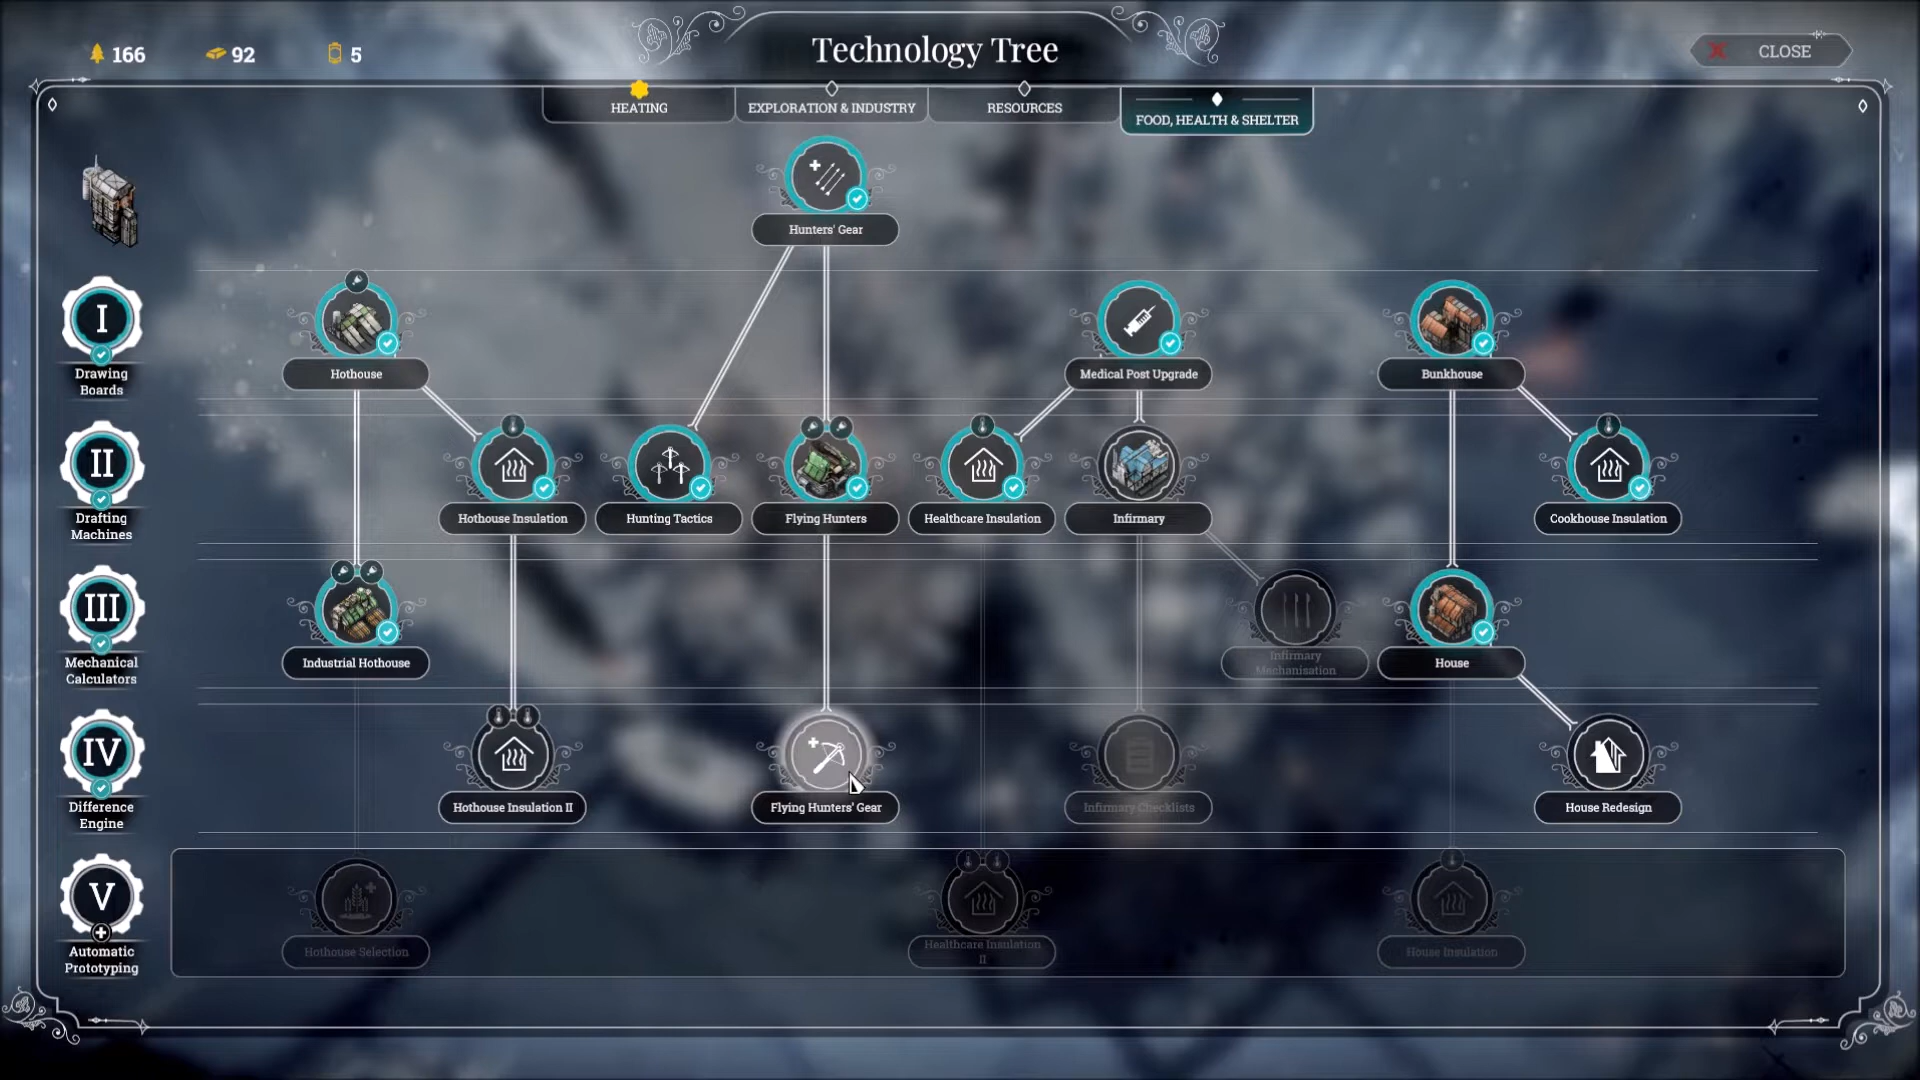 166
92
5
Technology Tree
CLOSE
HEATING
EXPLORATION & INDUSTRY
RESOURCES
FOOD, HEALTH & SHELTER
Hunters' Gear
I
Drawing
Boards
Hothouse
Medical Post Upgrade
Bunkhouse
II
Drafting
Machines
Hothouse Insulation
Hunting Tactics
Flying Hunters
Healthcare Insulation
Infirmary
Cookhouse Insulation
III
Mechanical
Calculators
Industrial Hothouse
Infirmary
Mechanisation
House
IV
Difference
Engine
Hothouse Insulation II
Flying Hunters' Gear
Infirmary Checklists
House Redesign
V
Automatic
Prototyping
Hothouse Selection
Healthcare Insulation
II
House Insulation